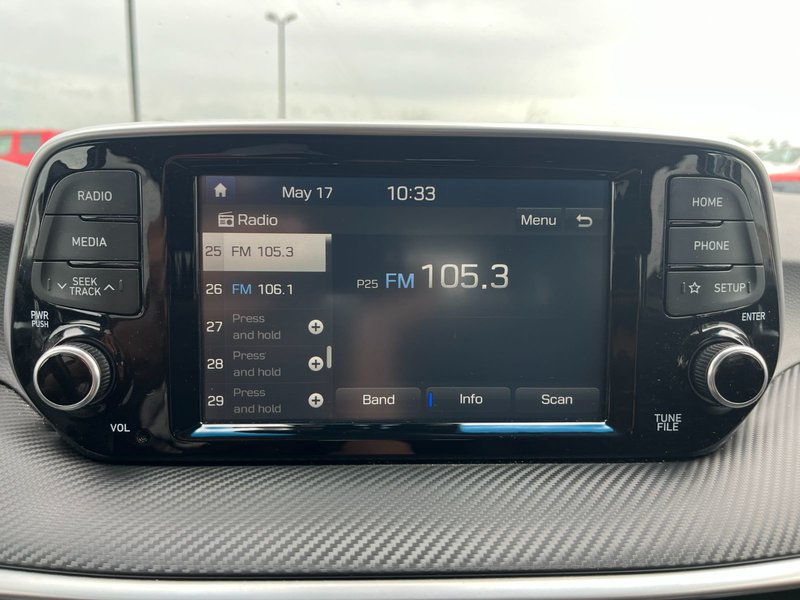 RADIO
MEDIA
SEEK
TRACK
PWR
PUSH
VOL
May 17 10:33
Radio Menu
25 FM 105.3
26 FM 106.1
27 Press
and hold
28 Press
and hold
29 Press
and hold
P25 FM 105.3
Band Info Scan
HOME
PHONE
SETUP
ENTER
TUNE
FILE